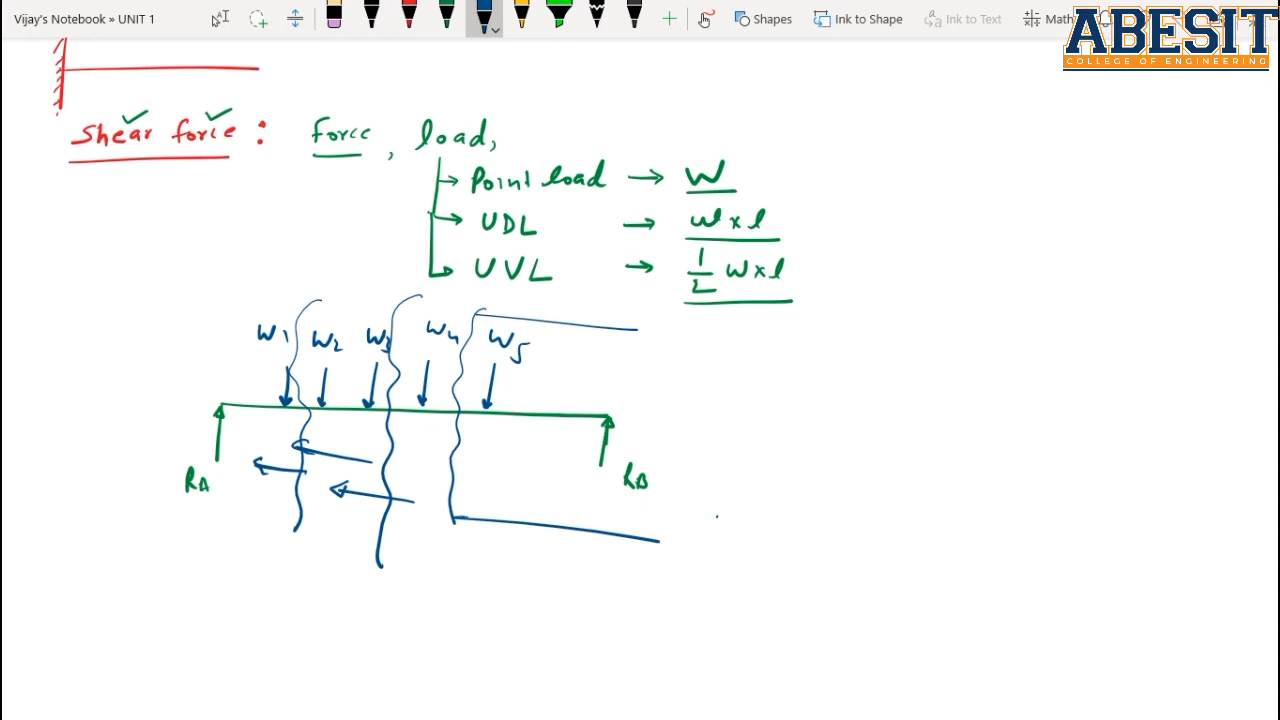 Vijay's Notebook » UNIT 1
Shapes
Ink to Shape
Ink to Text
Math
ABESIT
COLLEGE OF ENGINEERING
Shear force : Force, load,
Point load → W
UDL → w x l
UVL → 1/2 w x l
W1 W2 W3 W4 W5
RA RB